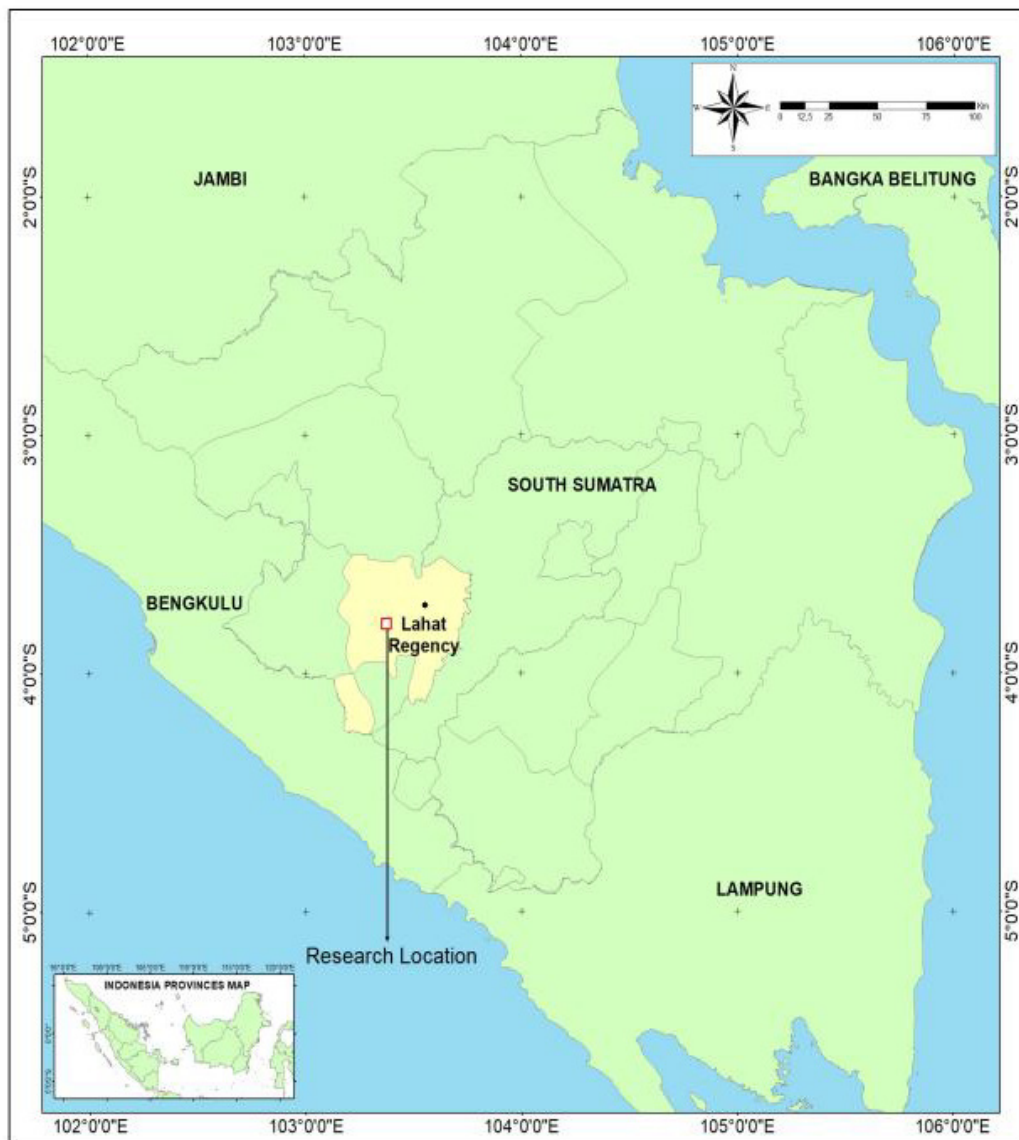 102°0'0"E 103°0'0"E 104°0'0"E 105°0'0"E 106°0'0"E
N
W E
S
0 12,5 25 50 75 100 Km
JAMBI
BANGKA BELITUNG
2°0'0"S 2°0'0"S
3°0'0"S 3°0'0"S
SOUTH SUMATRA
BENGKULU
Lahat
Regency
4°0'0"S 4°0'0"S
LAMPUNG
5°0'0"S 5°0'0"S
Research Location
INDONESIA PROVINCES MAP
102°0'0"E 103°0'0"E 104°0'0"E 105°0'0"E 106°0'0"E